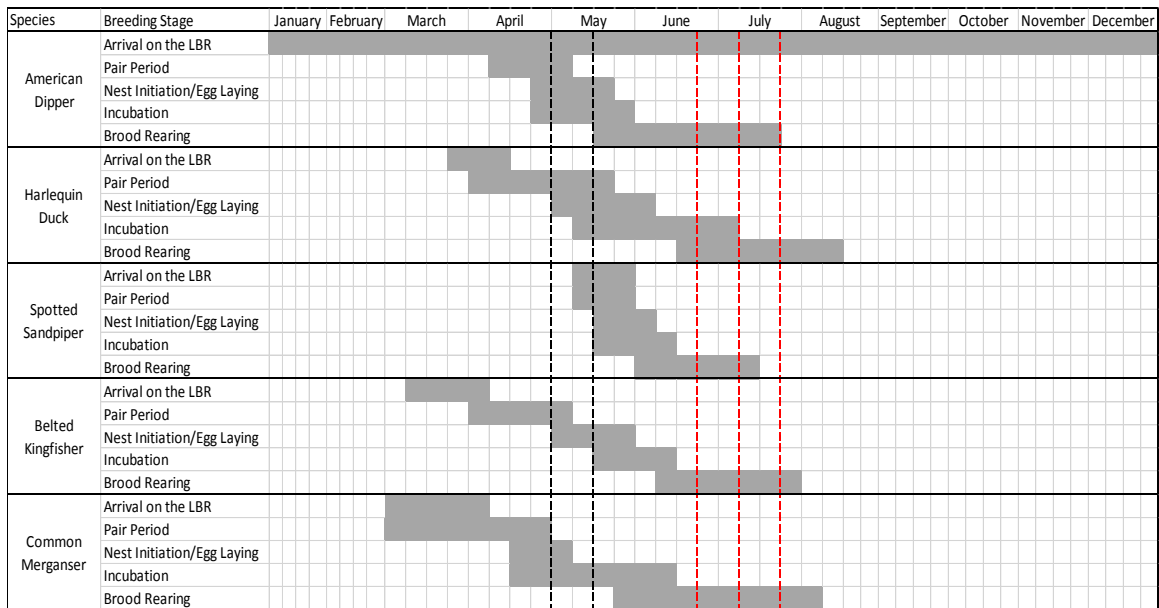 Species Breeding Stage January February March April May June July August September October November December
American Dipper
Arrival on the LBR
Pair Period
Nest Initiation/Egg Laying
Incubation
Brood Rearing
Harlequin Duck
Arrival on the LBR
Pair Period
Nest Initiation/Egg Laying
Incubation
Brood Rearing
Spotted Sandpiper
Arrival on the LBR
Pair Period
Nest Initiation/Egg Laying
Incubation
Brood Rearing
Belted Kingfisher
Arrival on the LBR
Pair Period
Nest Initiation/Egg Laying
Incubation
Brood Rearing
Common Merganser
Arrival on the LBR
Pair Period
Nest Initiation/Egg Laying
Incubation
Brood Rearing